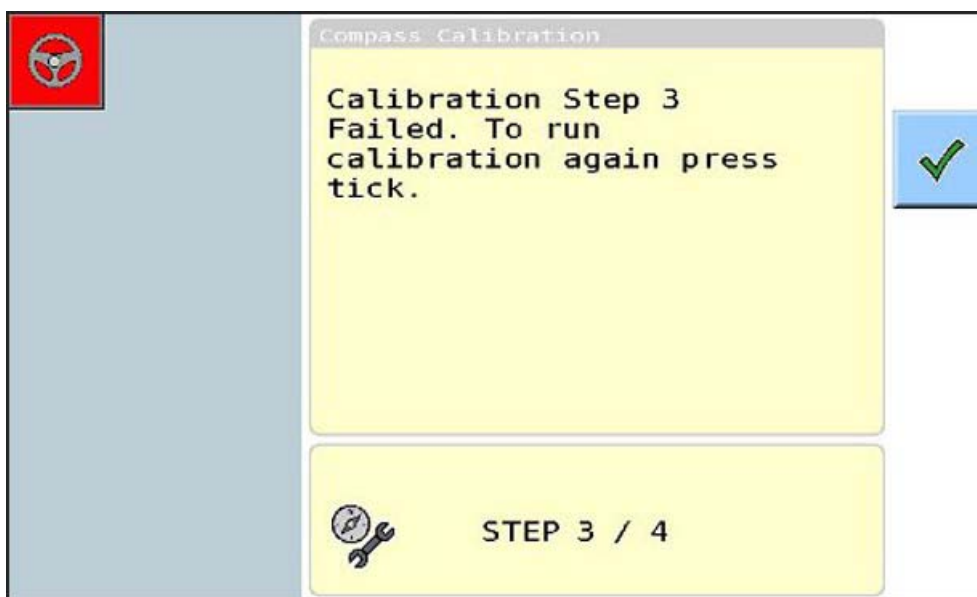 Compass Calibration
Calibration Step 3
Failed. To run
calibration again press
tick.
STEP 3 / 4